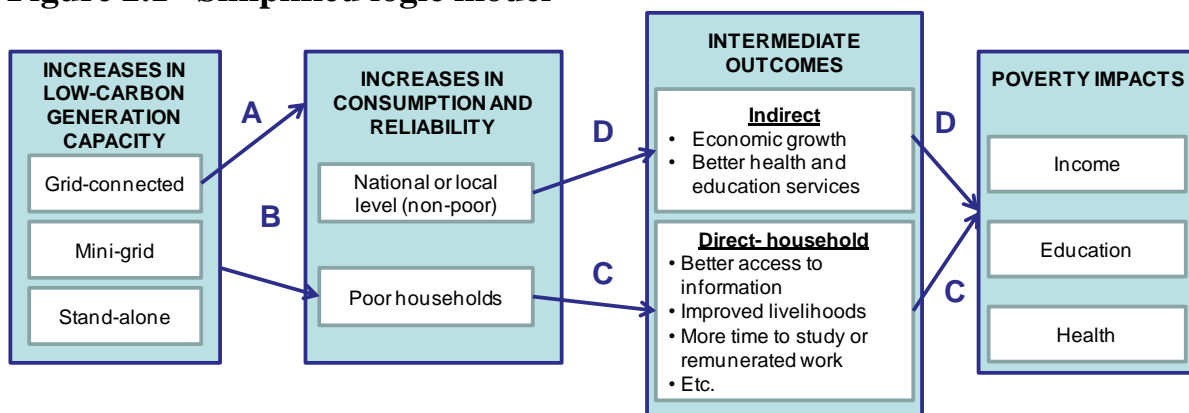 Figure 2.1 Simplified logic model
INCREASES IN
LOW-CARBON
GENERATION
CAPACITY
Grid-connected
Mini-grid
Stand-alone
A
B
INCREASES IN
CONSUMPTION AND
RELIABILITY
National or local
level (non-poor)
Poor households
D
C
INTERMEDIATE
OUTCOMES
Indirect
• Economic growth
• Better health and
education services
Direct- household
• Better access to
information
• Improved livelihoods
• More time to study or
remunerated work
• Etc.
D
C
POVERTY IMPACTS
Income
Education
Health